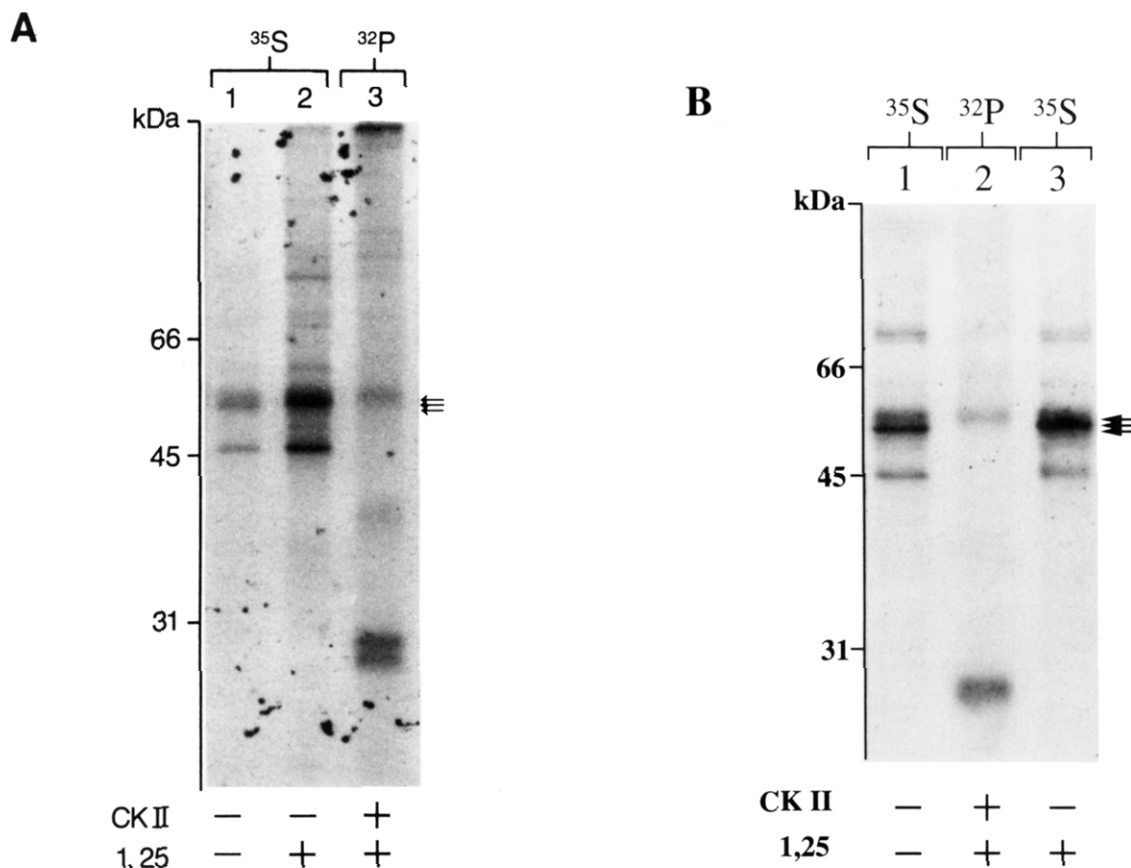 A
³⁵S ³²P
1 2 3
kDa
66
45
31
CK II − − +
1, 25 − + +
B
³⁵S ³²P ³⁵S
1 2 3
kDa
66
45
31
CK II − + −
1,25 − + +